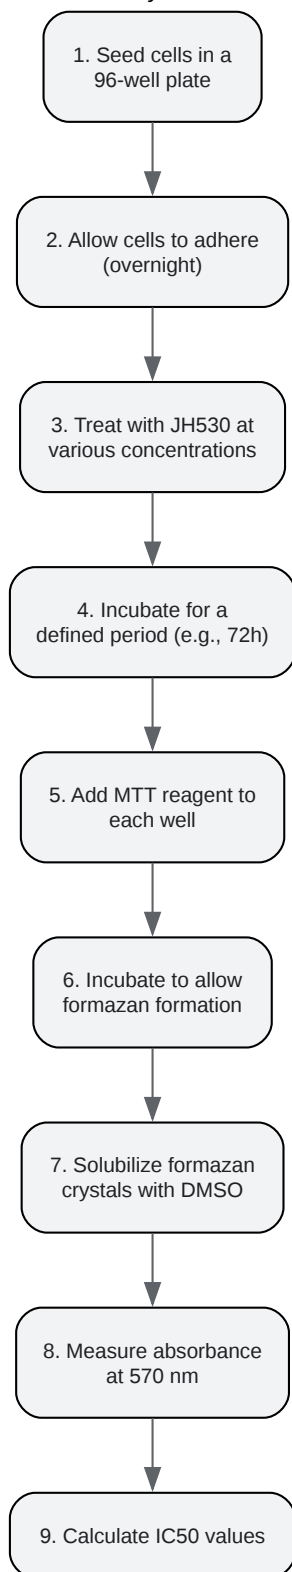 1. Seed cells in a
96-well plate
2. Allow cells to adhere
(overnight)
3. Treat with JH530 at
various concentrations
4. Incubate for a
defined period (e.g., 72h)
5. Add MTT reagent to
each well
6. Incubate to allow
formazan formation
7. Solubilize formazan
crystals with DMSO
8. Measure absorbance
at 570 nm
9. Calculate IC50 values